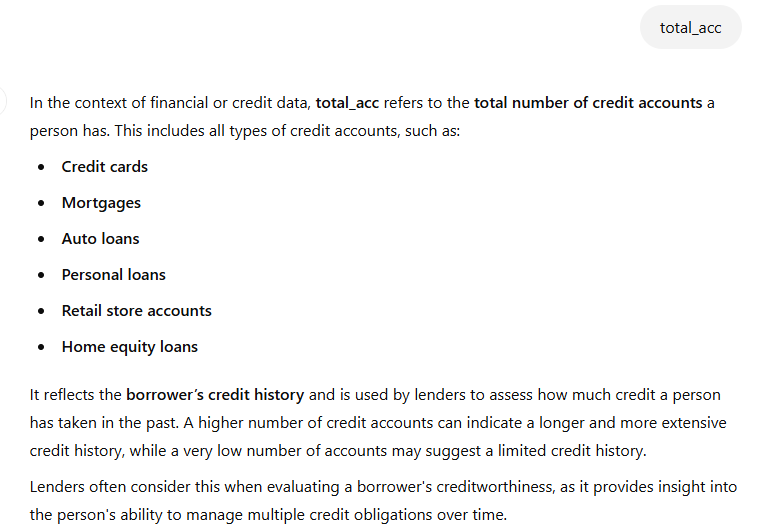 total_acc
In the context of financial or credit data, total_acc refers to the total number of credit accounts a
person has. This includes all types of credit accounts, such as:
Credit cards
Mortgages
Auto loans
Personal loans
Retail store accounts
Home equity loans
It reflects the borrower’s credit history and is used by lenders to assess how much credit a person
has taken in the past. A higher number of credit accounts can indicate a longer and more extensive
credit history, while a very low number of accounts may suggest a limited credit history.
Lenders often consider this when evaluating a borrower's creditworthiness, as it provides insight into
the person's ability to manage multiple credit obligations over time.